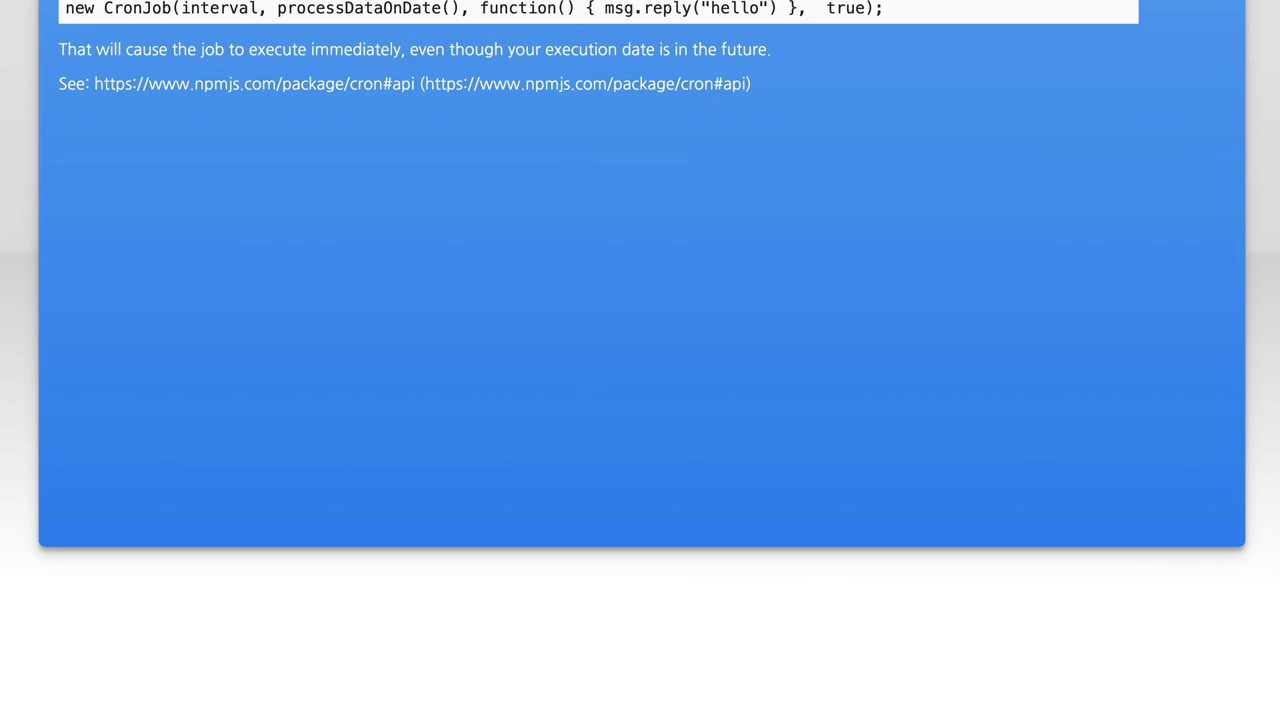 new CronJob(interval, processDataOnDate(), function() { msg.reply("hello") },  true);
That will cause the job to execute immediately, even though your execution date is in the future.
See: https://www.npmjs.com/package/cron#api (https://www.npmjs.com/package/cron#api)